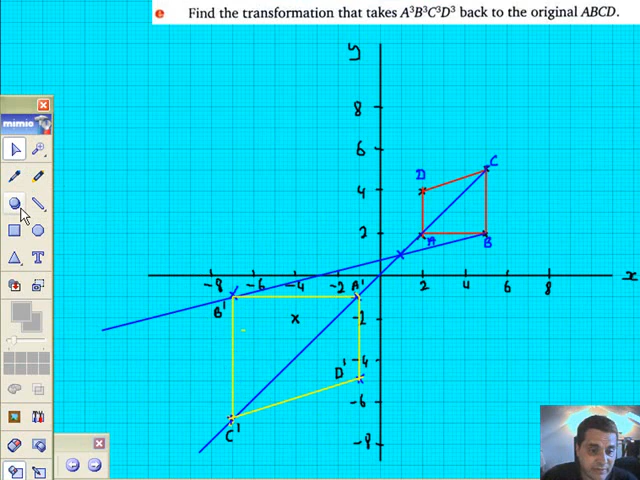 e Find the transformation that takes A³B³C³D³ back to the original ABCD.
y
8
6
4
2
D
C
A
B
-8 -6 -4 -2 2 4 6 8
x
A'
B'
x
-2
-4
D'
-6
C'
-8
mimio
T